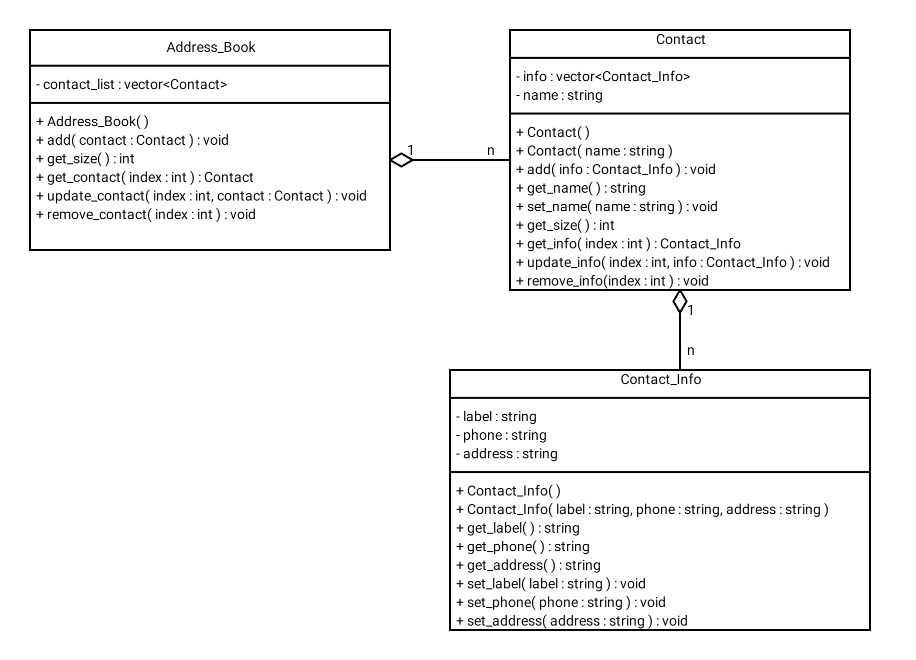 Address_Book
- contact_list : vector<Contact>
+ Address_Book( )
+ add( contact : Contact ) : void
+ get_size( ) : int
+ get_contact( index : int ) : Contact
+ update_contact( index : int, contact : Contact ) : void
+ remove_contact( index : int ) : void
1
n
Contact
- info : vector<Contact_Info>
- name : string
+ Contact( )
+ Contact( name : string )
+ add( info : Contact_Info ) : void
+ get_name( ) : string
+ set_name( name : string ) : void
+ get_size( ) : int
+ get_info( index : int ) : Contact_Info
+ update_info( index : int, info : Contact_Info ) : void
+ remove_info(index : int ) : void
1
n
Contact_Info
- label : string
- phone : string
- address : string
+ Contact_Info( )
+ Contact_Info( label : string, phone : string, address : string )
+ get_label( ) : string
+ get_phone( ) : string
+ get_address( ) : string
+ set_label( label : string ) : void
+ set_phone( phone : string ) : void
+ set_address( address : string ) : void